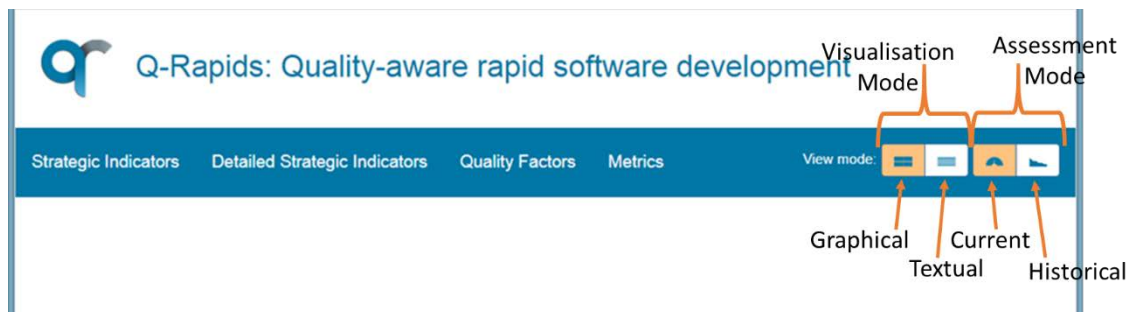 Visualisation
Mode
Assessment
Mode
qr Q-Rapids: Quality-aware rapid software development
Strategic Indicators Detailed Strategic Indicators Quality Factors Metrics View mode:
Graphical Current
Textual Historical